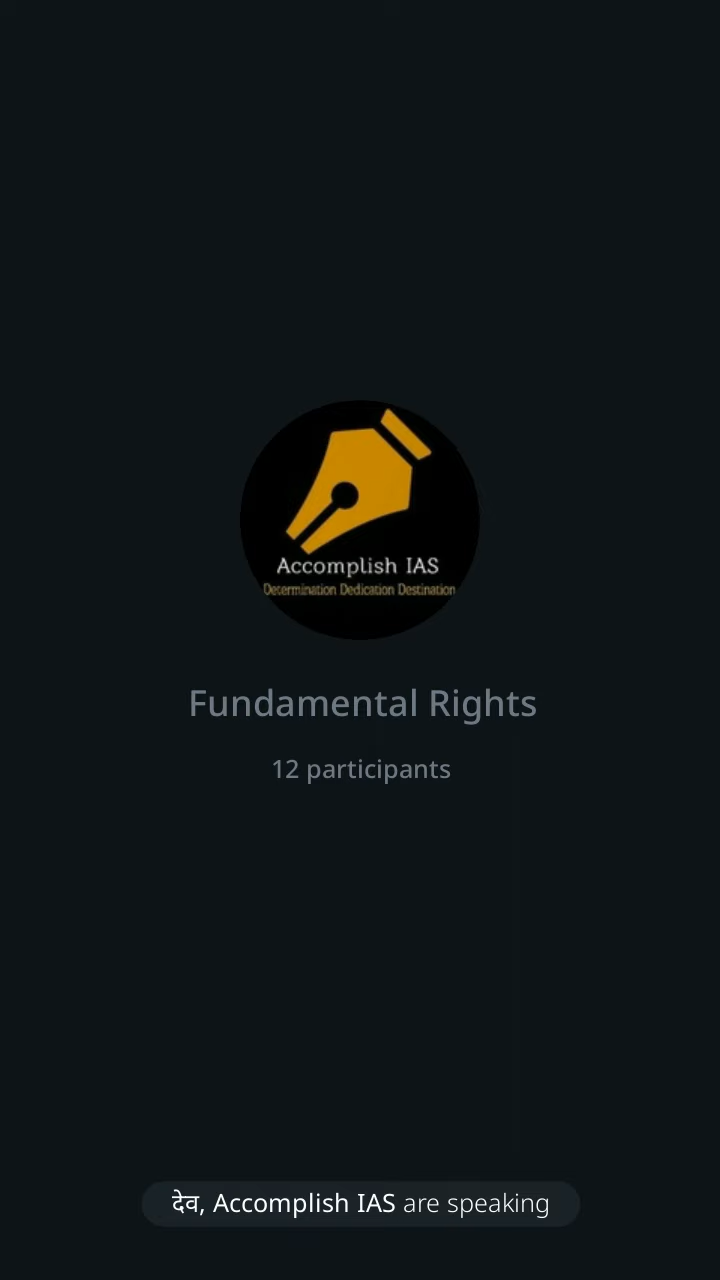 Accomplish IAS
Determination Dedication Destination
Fundamental Rights
12 participants
देव, Accomplish IAS are speaking